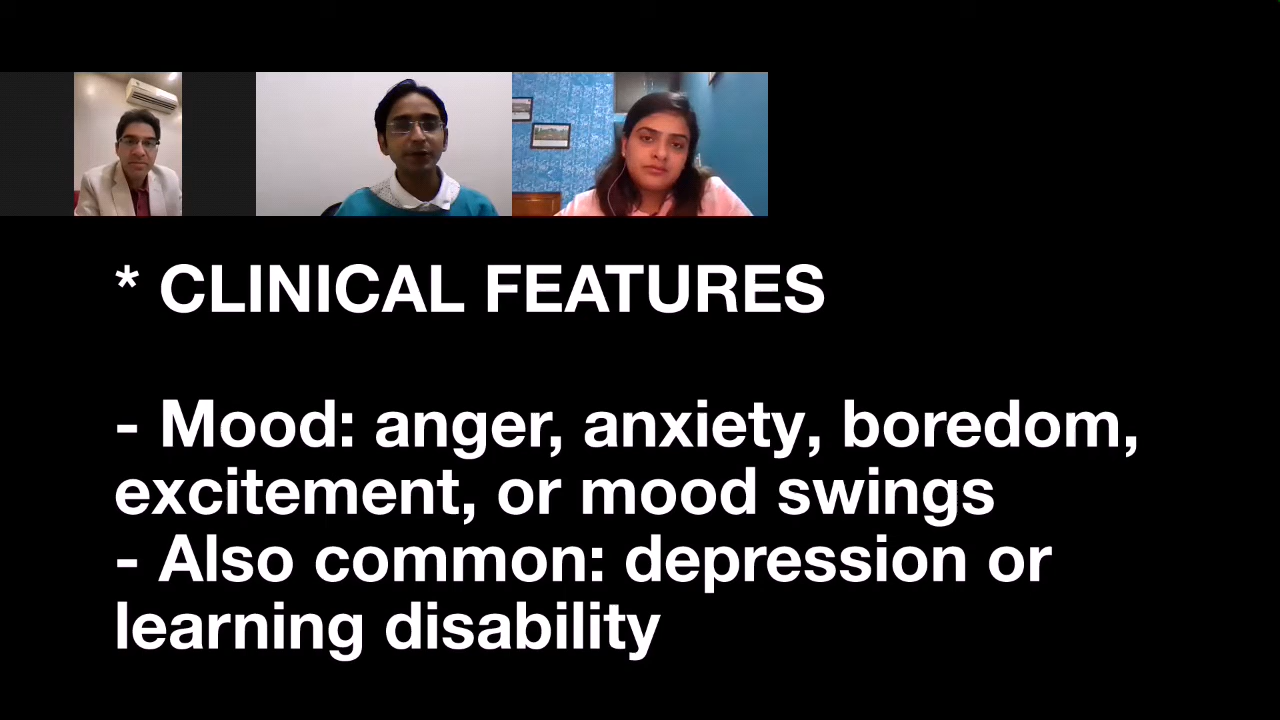 * CLINICAL FEATURES
- Mood: anger, anxiety, boredom,
excitement, or mood swings
- Also common: depression or
learning disability